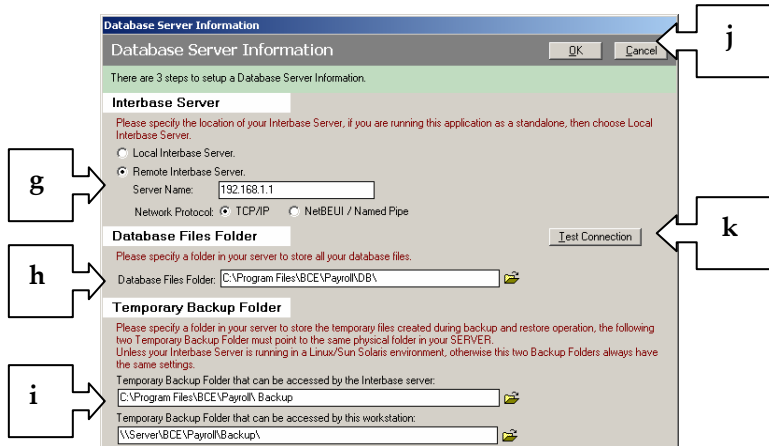 Database Server Information
Database Server Information
OK
Cancel
j
There are 3 steps to setup a Database Server Information.
Interbase Server
Please specify the location of your Interbase Server, if you are running this application as a standalone, then choose Local
Interbase Server.
Local Interbase Server.
g
Remote Interbase Server.
Server Name: 192.168.1.1
Network Protocol: TCP/IP NetBEUI / Named Pipe
Database Files Folder
Test Connection
k
Please specify a folder in your server to store all your database files.
h
Database Files Folder: C:\Program Files\BCE\Payroll\DB\
Temporary Backup Folder
Please specify a folder in your server to store the temporary files created during backup and restore operation, the following
two Temporary Backup Folder must point to the same physical folder in your SERVER.
Unless your Interbase Server is running in a Linux/Sun Solaris environment, otherwise this two Backup Folders always have
the same settings.
Temporary Backup Folder that can be accessed by the Interbase server:
i
C:\Program Files\BCE\Payroll\ Backup
Temporary Backup Folder that can be accessed by this workstation:
\\Server\BCE\Payroll\Backup\